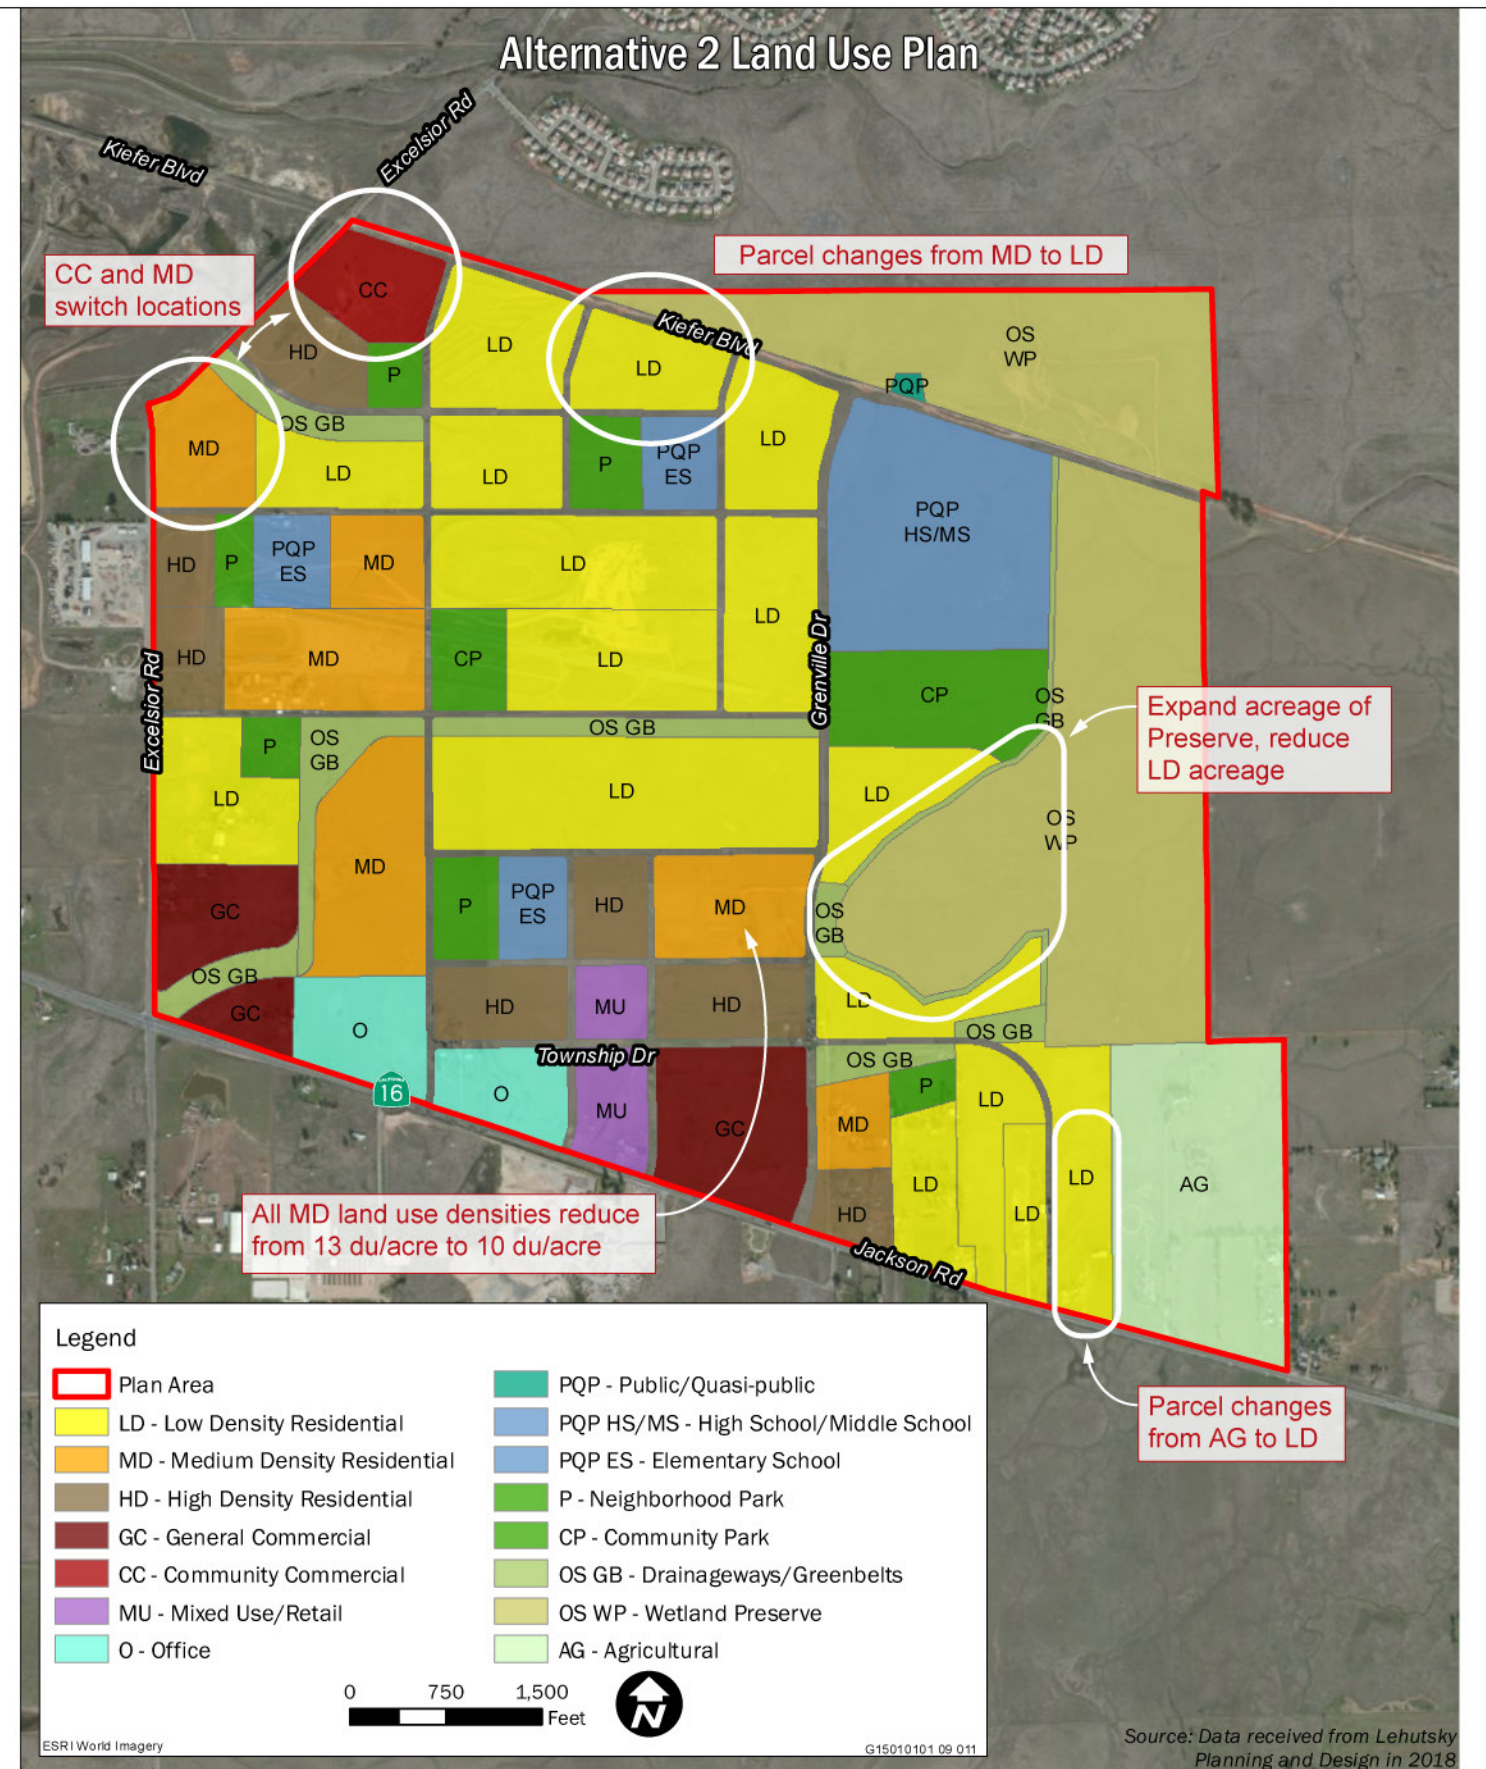 Alternative 2 Land Use Plan
Excelsior Rd
Kiefer Blvd
Parcel changes from MD to LD
CC and MD
switch locations
CC
Kiefer Blvd
OS
WP
LD
HD
LD
P
PQP
OS GB
LD
MD
P
PQP
ES
LD
LD
PQP
HS/MS
HD
P
PQP
ES
MD
LD
LD
Grenville Dr
HD
MD
CP
LD
Excelsior Rd
CP
OS
GB
Expand acreage of
Preserve, reduce
LD acreage
P
OS
GB
OS GB
LD
LD
LD
OS
WP
MD
GC
P
PQP
ES
HD
MD
OS
GB
OS GB
GC
O
HD
MU
HD
LD
OS GB
Township Dr
OS GB
16
O
MU
GC
MD
P
LD
LD
LD
LD
AG
HD
All MD land use densities reduce
from 13 du/acre to 10 du/acre
Jackson Rd
Parcel changes
from AG to LD
Legend
Plan Area
LD - Low Density Residential
MD - Medium Density Residential
HD - High Density Residential
GC - General Commercial
CC - Community Commercial
MU - Mixed Use/Retail
O - Office
PQP - Public/Quasi-public
PQP HS/MS - High School/Middle School
PQP ES - Elementary School
P - Neighborhood Park
CP - Community Park
OS GB - Drainageways/Greenbelts
OS WP - Wetland Preserve
AG - Agricultural
0 750 1,500
Feet
N
ESRI World Imagery
G15010101 09 011
Source: Data received from Lehutsky
Planning and Design in 2018